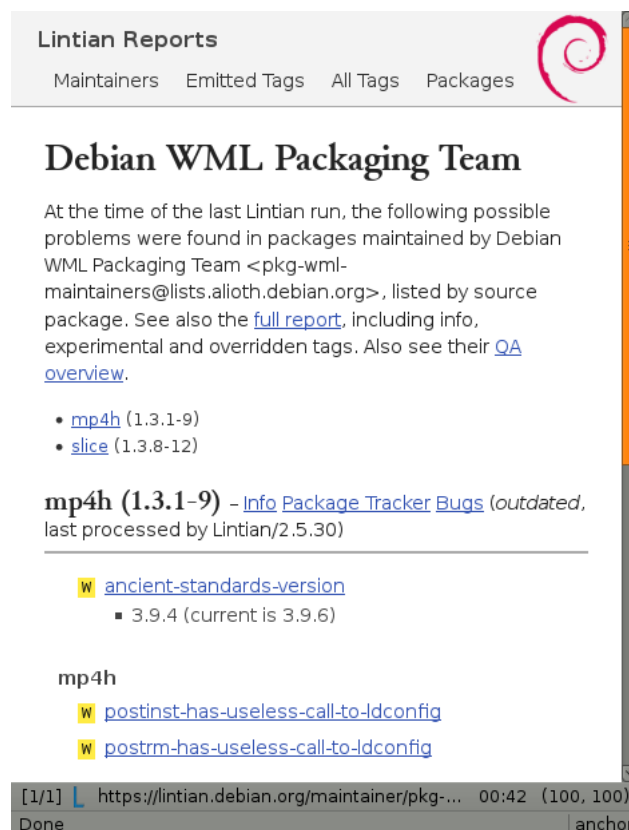 Lintian Reports
Maintainers Emitted Tags All Tags Packages
Debian WML Packaging Team
At the time of the last Lintian run, the following possible
problems were found in packages maintained by Debian
WML Packaging Team <pkg-wml-
maintainers@lists.alioth.debian.org>, listed by source
package. See also the full report, including info,
experimental and overridden tags. Also see their QA
overview.
• mp4h (1.3.1-9)
• slice (1.3.8-12)
mp4h (1.3.1-9) – Info Package Tracker Bugs (outdated,
last processed by Lintian/2.5.30)
W ancient-standards-version
▪ 3.9.4 (current is 3.9.6)
mp4h
W postinst-has-useless-call-to-ldconfig
W postrm-has-useless-call-to-ldconfig
[1/1] https://lintian.debian.org/maintainer/pkg-... 00:42 (100, 100)
Done anchor